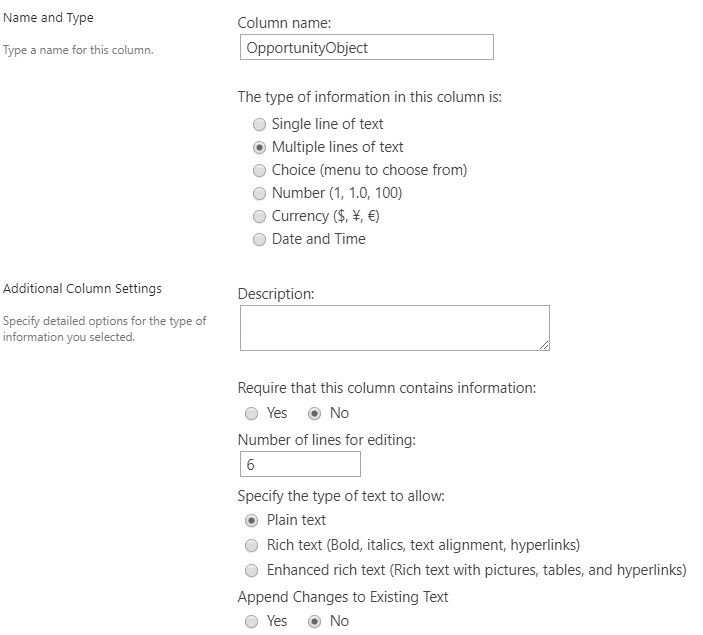 Name and Type
Type a name for this column.
Column name:
OpportunityObject
The type of information in this column is:
Single line of text
Multiple lines of text
Choice (menu to choose from)
Number (1, 1.0, 100)
Currency ($, ¥, €)
Date and Time
Additional Column Settings
Specify detailed options for the type of
information you selected.
Description:
Require that this column contains information:
Yes No
Number of lines for editing:
6
Specify the type of text to allow:
Plain text
Rich text (Bold, italics, text alignment, hyperlinks)
Enhanced rich text (Rich text with pictures, tables, and hyperlinks)
Append Changes to Existing Text
Yes No